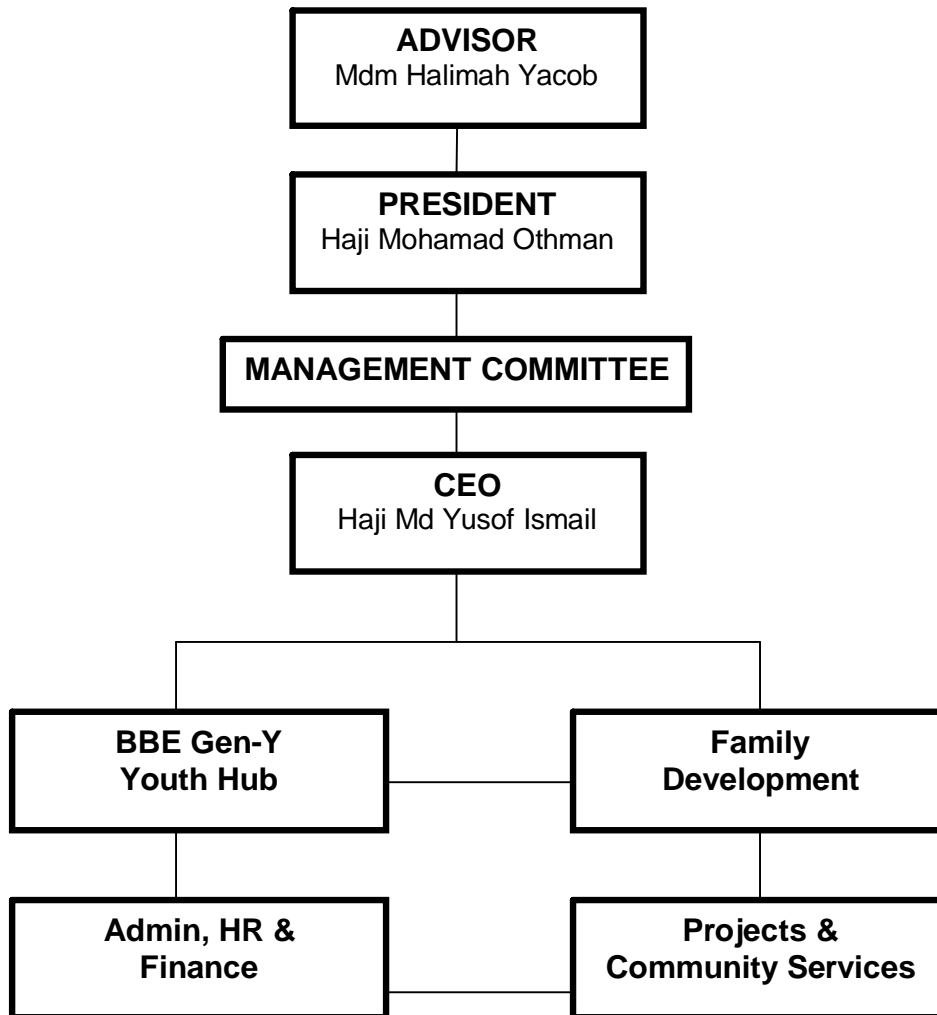 ADVISOR
Mdm Halimah Yacob
PRESIDENT
Haji Mohamad Othman
MANAGEMENT COMMITTEE
CEO
Haji Md Yusof Ismail
BBE Gen-Y
Youth Hub
Family
Development
Admin, HR &
Finance
Projects &
Community Services